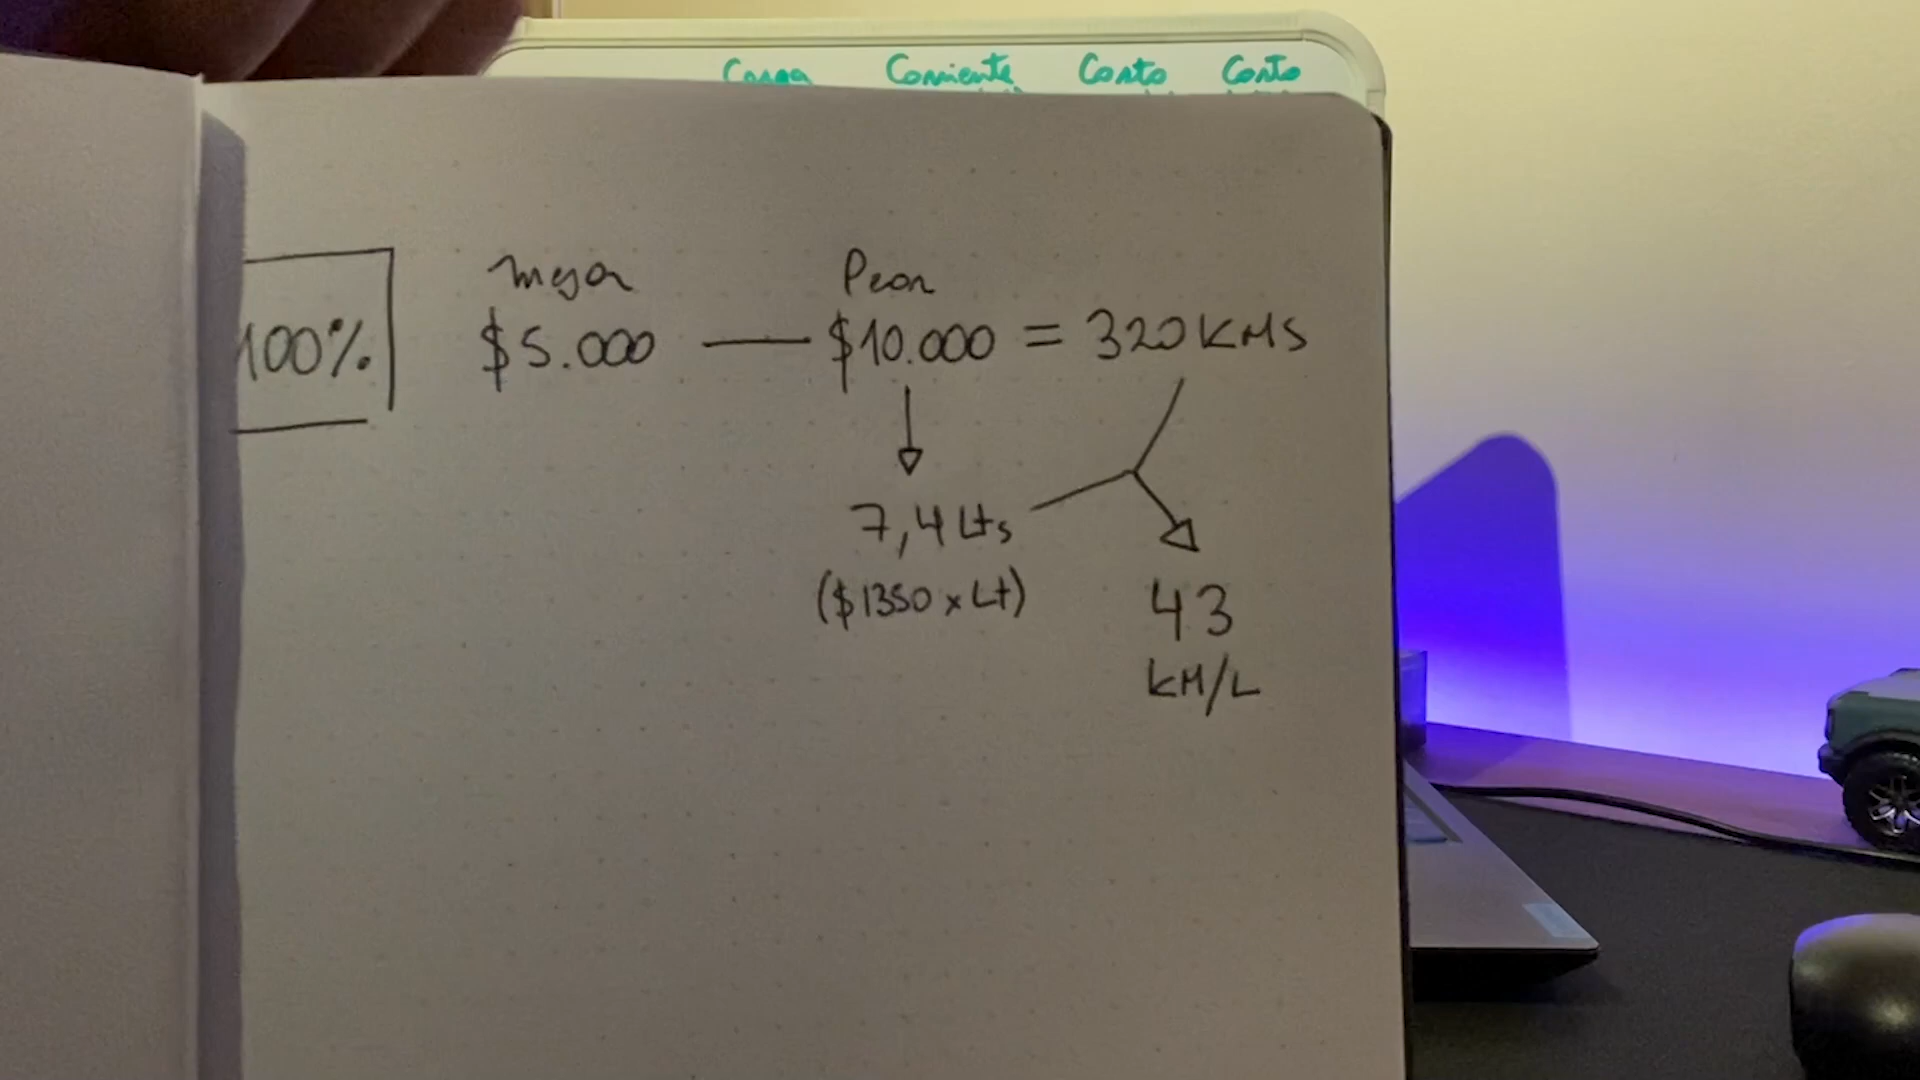 Carga Corriente Costo Costo
Mejor Peor
100% $5.000 — $10.000 = 320 KMS
7,4 Lts
($1350 x Lt) 43
KM/L